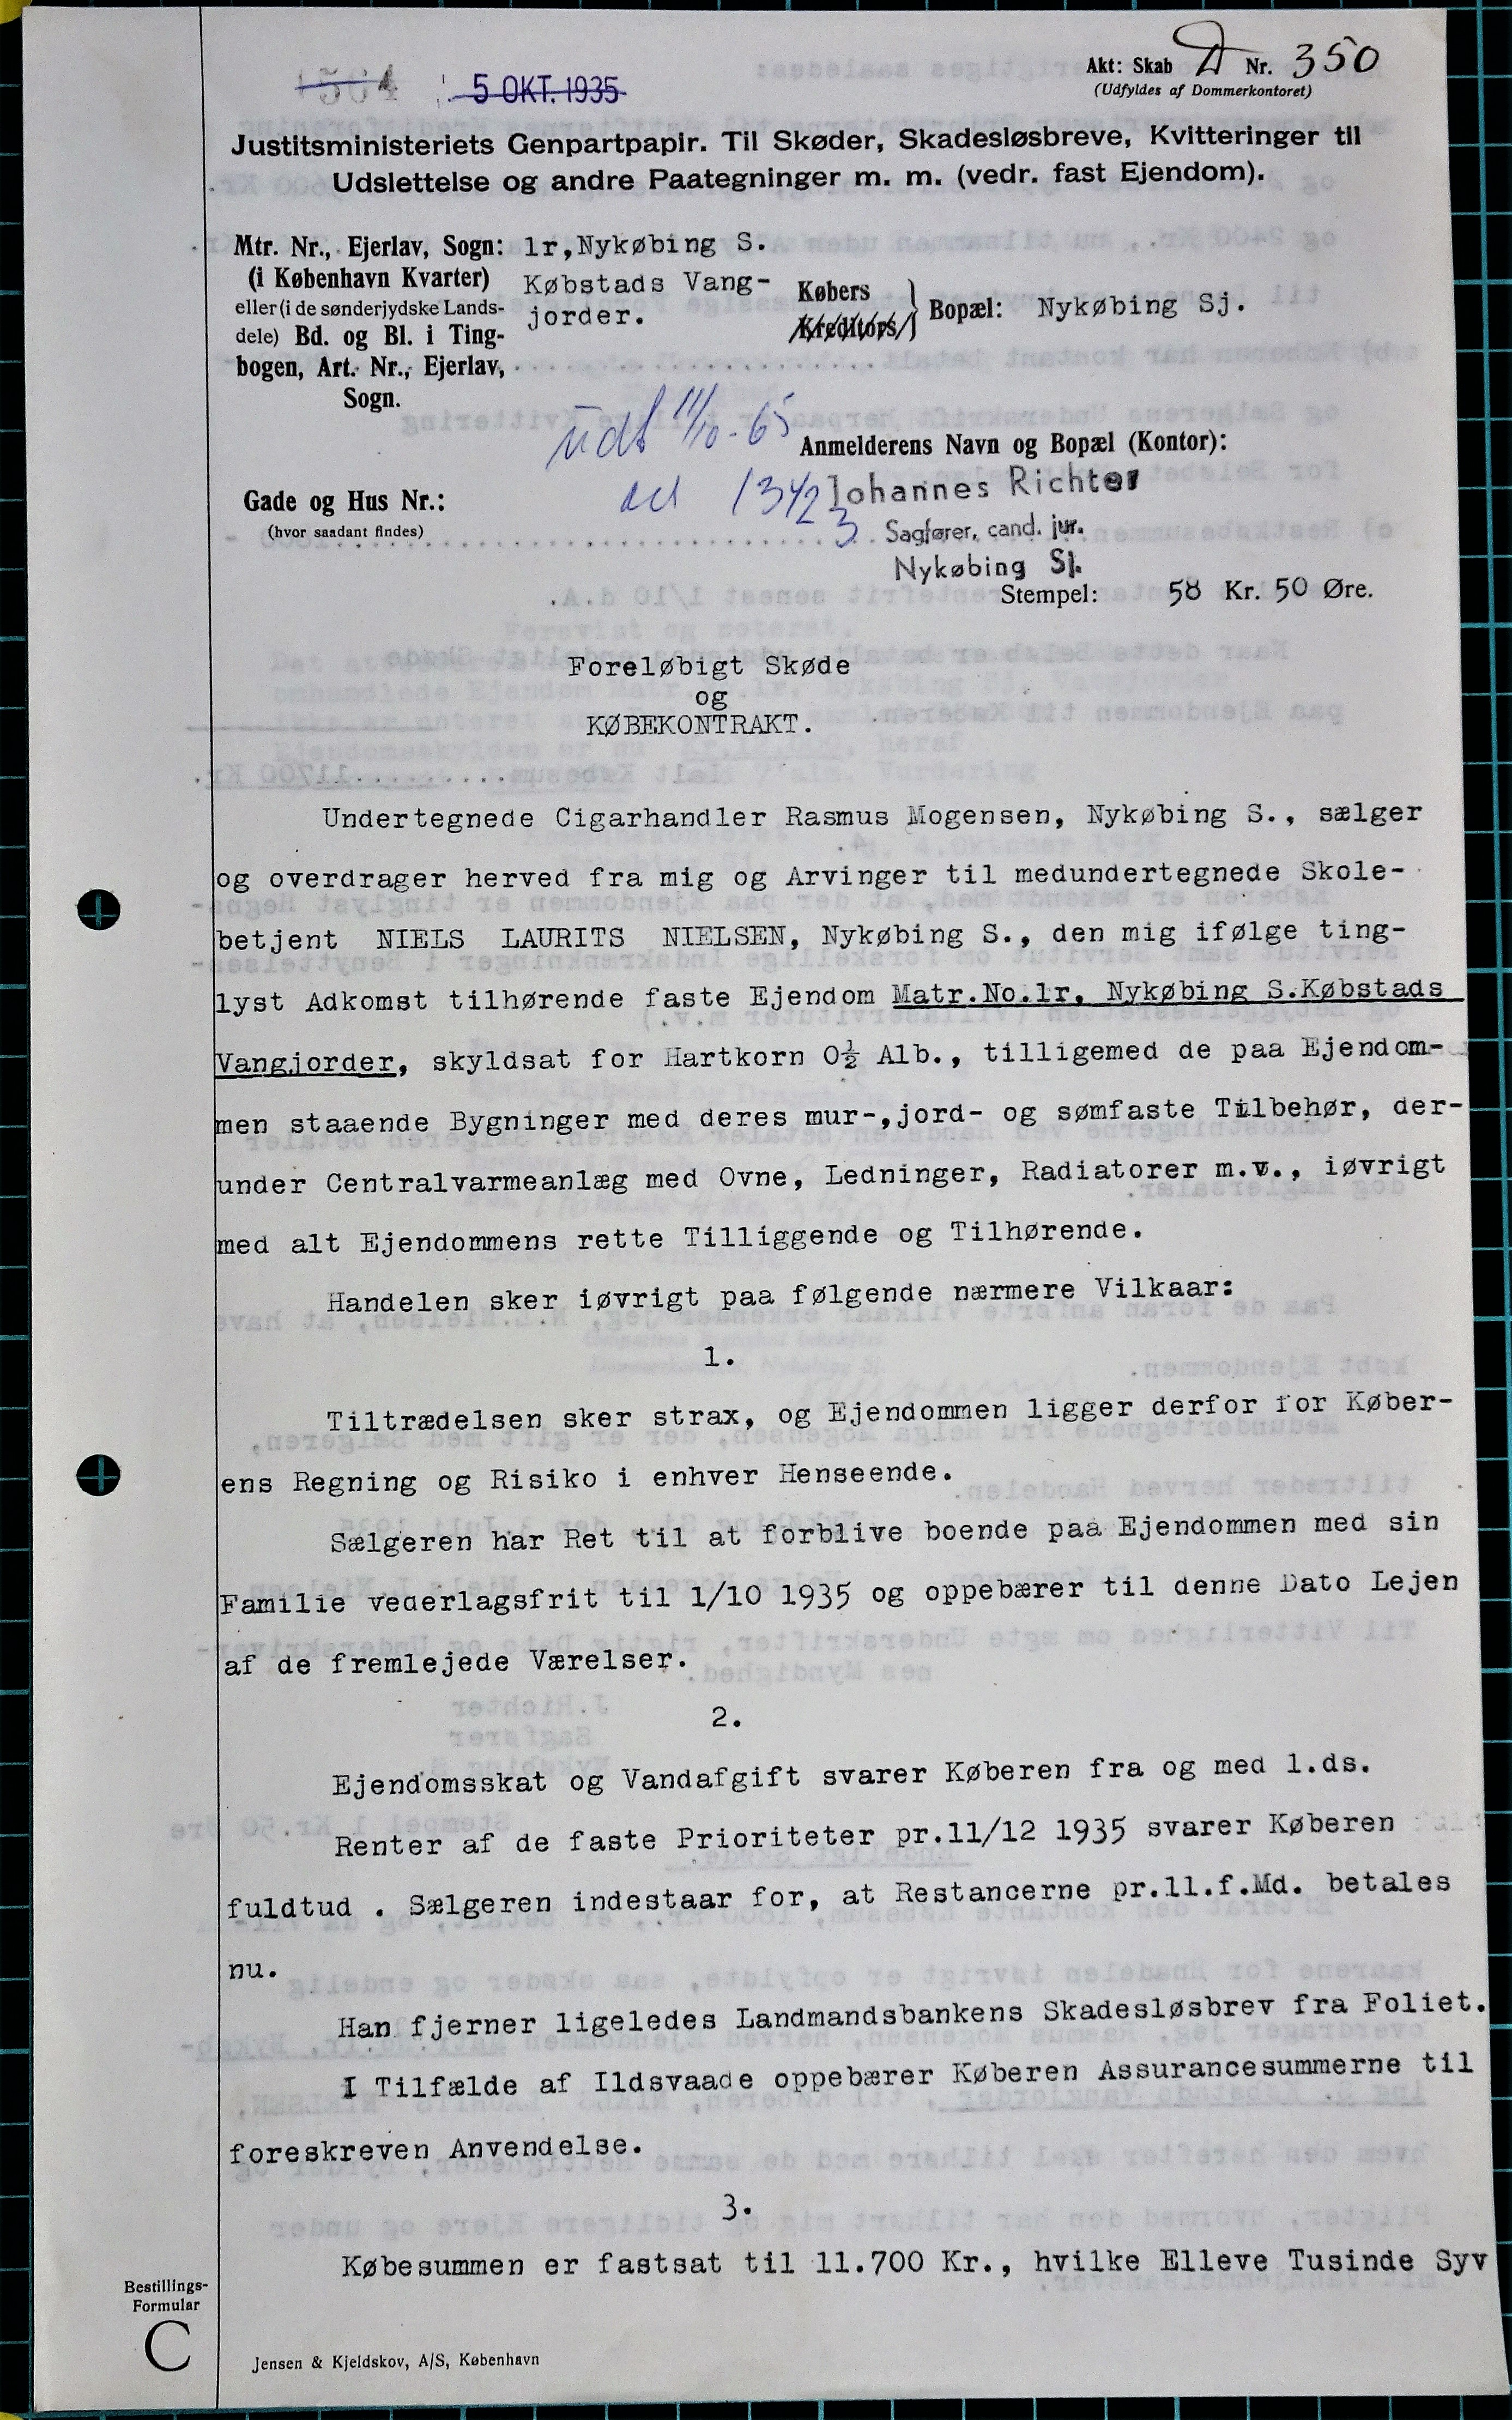 5 OKT. 1935
Akt: Skab D Nr. 350
(Udfyldes af Dommerkontoret)
Justitsministeriets Genpartpapir. Til Skøder, Skadesløsbreve, Kvitteringer til
Udslettelse og andre Paategninger m. m. (vedr. fast Ejendom).
Mtr. Nr., Ejerlav, Sogn: 1r, Nykøbing S.
(i København Kvarter) Købstads Vang-
eller (i de sønderjydske Lands- jorder.
dele) Bd. og Bl. i Ting-
bogen, Art. Nr., Ejerlav,
Sogn.
Købers
Kreditors
Bopæl: Nykøbing Sj.
udt 11/10-65
Anmelderens Navn og Bopæl (Kontor):
1342 Johannes Richter
Gade og Hus Nr.:
(hvor saadant findes)
3 Sagfører, cand. jur.
Nykøbing Sj.
Stempel: 58 Kr. 50 Øre.
Foreløbigt Skøde
og
KØBEKONTRAKT.
Undertegnede Cigarhandler Rasmus Mogensen, Nykøbing S., sælger
og overdrager herved fra mig og Arvinger til medundertegnede Skole-
betjent NIELS LAURITS NIELSEN, Nykøbing S., den mig ifølge ting-
lyst Adkomst tilhørende faste Ejendom Matr.No.1r, Nykøbing S.Købstads
Vangjorder, skyldsat for Hartkorn 0½ Alb., tilligemed de paa Ejendom-
men staaende Bygninger med deres mur-,jord- og sømfaste Tilbehør, der-
under Centralvarmeanlæg med Ovne, Ledninger, Radiatorer m.v., iøvrigt
med alt Ejendommens rette Tilliggende og Tilhørende.
Handelen sker iøvrigt paa følgende nærmere Vilkaar:
1.
Tiltrædelsen sker strax, og Ejendommen ligger derfor for Køber-
ens Regning og Risiko i enhver Henseende.
Sælgeren har Ret til at forblive boende paa Ejendommen med sin
Familie vederlagsfrit til 1/10 1935 og oppebærer til denne Dato Lejen
af de fremlejede Værelser.
2.
Ejendomsskat og Vandafgift svarer Køberen fra og med 1.ds.
Renter af de faste Prioriteter pr.11/12 1935 svarer Køberen
fuldtud . Sælgeren indestaar for, at Restancerne pr.11.f.Md. betales
nu.
Han fjerner ligeledes Landmandsbankens Skadesløsbrev fra Foliet.
I Tilfælde af Ildsvaade oppebærer Køberen Assurancesummerne til
foreskreven Anvendelse.
3.
Købesummen er fastsat til 11.700 Kr., hvilke Elleve Tusinde Syv
Bestillings-
Formular
C
Jensen & Kjeldskov, A/S, København